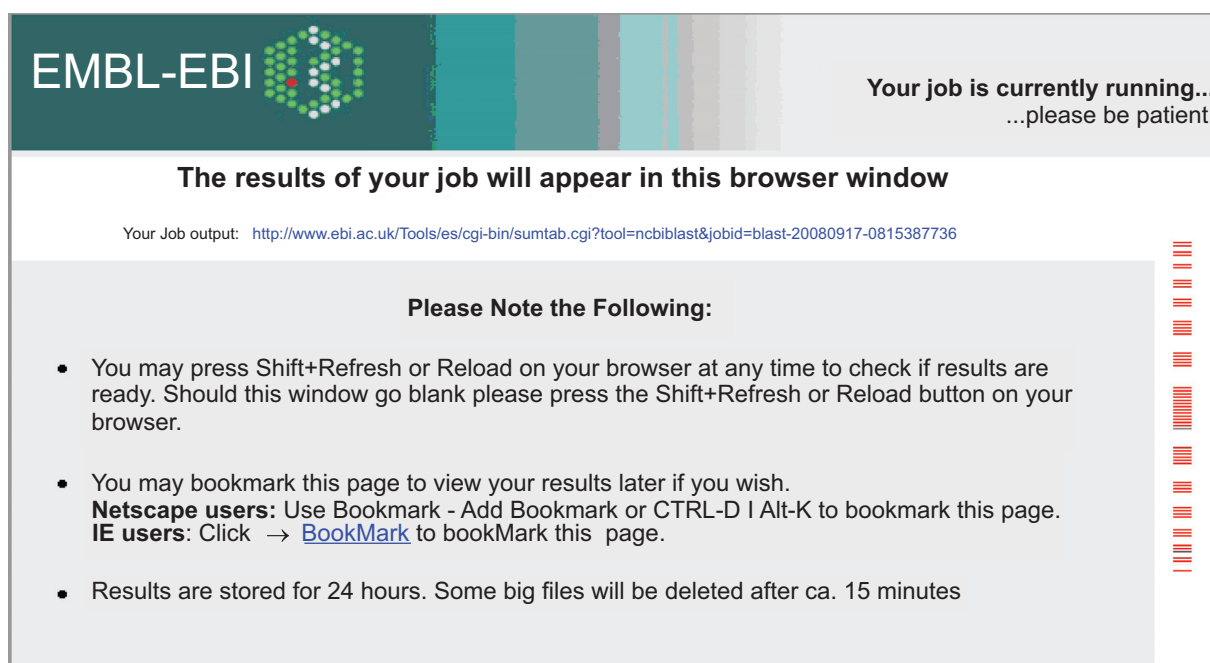 EMBL-EBI
Your job is currently running...
...please be patient
The results of your job will appear in this browser window
Your Job output: http://www.ebi.ac.uk/Tools/es/cgi-bin/sumtab.cgi?tool=ncbiblast&jobid=blast-20080917-0815387736
Please Note the Following:
• You may press Shift+Refresh or Reload on your browser at any time to check if results are
ready. Should this window go blank please press the Shift+Refresh or Reload button on your
browser.
• You may bookmark this page to view your results later if you wish.
Netscape users: Use Bookmark - Add Bookmark or CTRL-D I Alt-K to bookmark this page.
IE users: Click → BookMark to bookMark this page.
• Results are stored for 24 hours. Some big files will be deleted after ca. 15 minutes